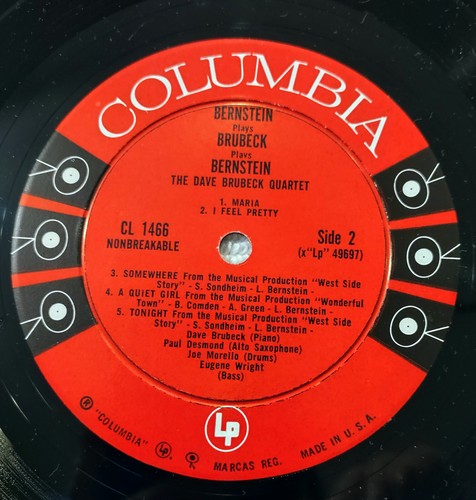 COLUMBIA
BERNSTEIN
Plays
BRUBECK
Plays
BERNSTEIN
THE DAVE BRUBECK QUARTET
1. MARIA
2. I FEEL PRETTY
CL 1466
NONBREAKABLE
Side 2
(x"Lp" 49697)
3. SOMEWHERE From the Musical Production "West Side
Story" - S. Sondheim - L. Bernstein -
4. A QUIET GIRL From the Musical Production "Wonderful
Town" - B. Comden - A. Green - L. Bernstein -
5. TONIGHT From the Musical Production "West Side
Story" - S. Sondheim - L. Bernstein -
Dave Brubeck (Piano)
Paul Desmond (Alto Saxophone)
Joe Morello (Drums)
Eugene Wright
(Bass)
Lp
® "COLUMBIA" MARCAS REG. MADE IN U. S. A.